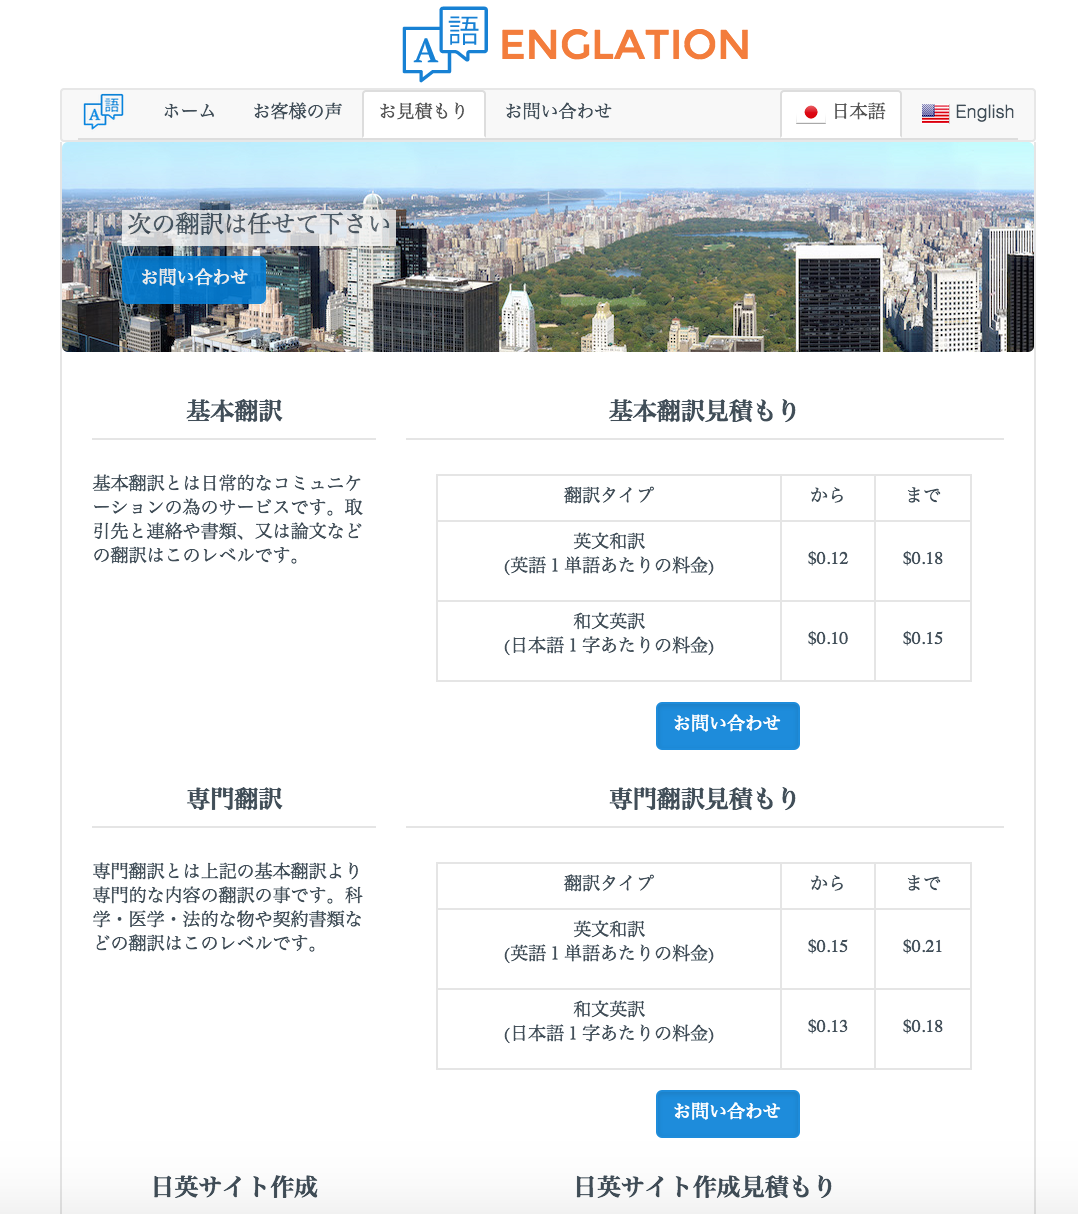 A 語 ENGLATION
A 語 ホーム お客様の声 お見積もり お問い合わせ 日本語 English
次の翻訳は任せて下さい
お問い合わせ
基本翻訳
基本翻訳とは日常的なコミュニケ
ーションの為のサービスです。取
引先と連絡や書類、又は論文など
の翻訳はこのレベルです。
基本翻訳見積もり
翻訳タイプ から まで
英文和訳
(英語１単語あたりの料金) $0.12 $0.18
和文英訳
(日本語１字あたりの料金) $0.10 $0.15
お問い合わせ
専門翻訳
専門翻訳とは上記の基本翻訳より
専門的な内容の翻訳の事です。科
学・医学・法的な物や契約書類な
どの翻訳はこのレベルです。
専門翻訳見積もり
翻訳タイプ から まで
英文和訳
(英語１単語あたりの料金) $0.15 $0.21
和文英訳
(日本語１字あたりの料金) $0.13 $0.18
お問い合わせ
日英サイト作成
日英サイト作成見積もり